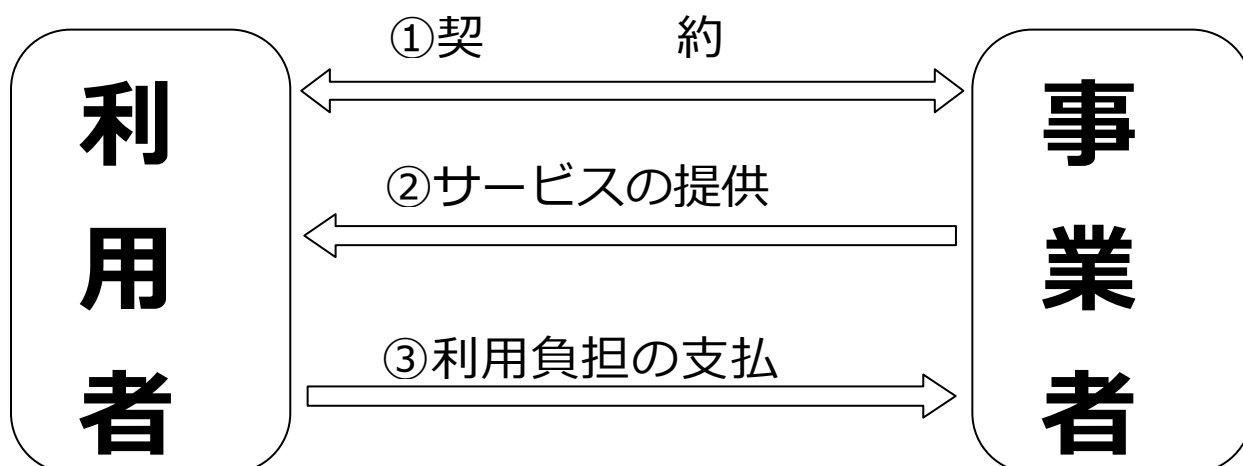 利用者
①契　　　約
②サービスの提供
③利用負担の支払
事業者